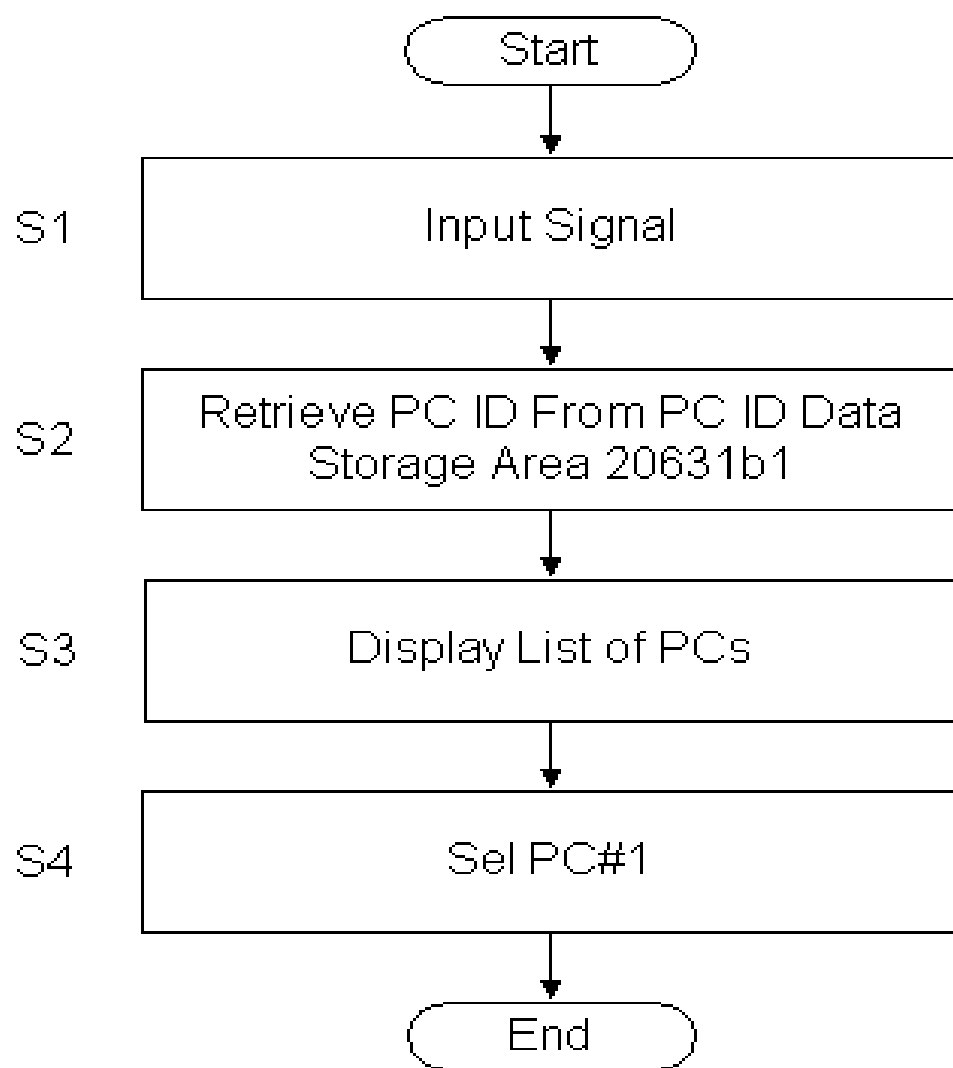 Start
S1
Input Signal
S2
Retrieve PC ID From PC ID Data
Storage Area 20631b1
S3
Display List of PCs
S4
Sel PC#1
End